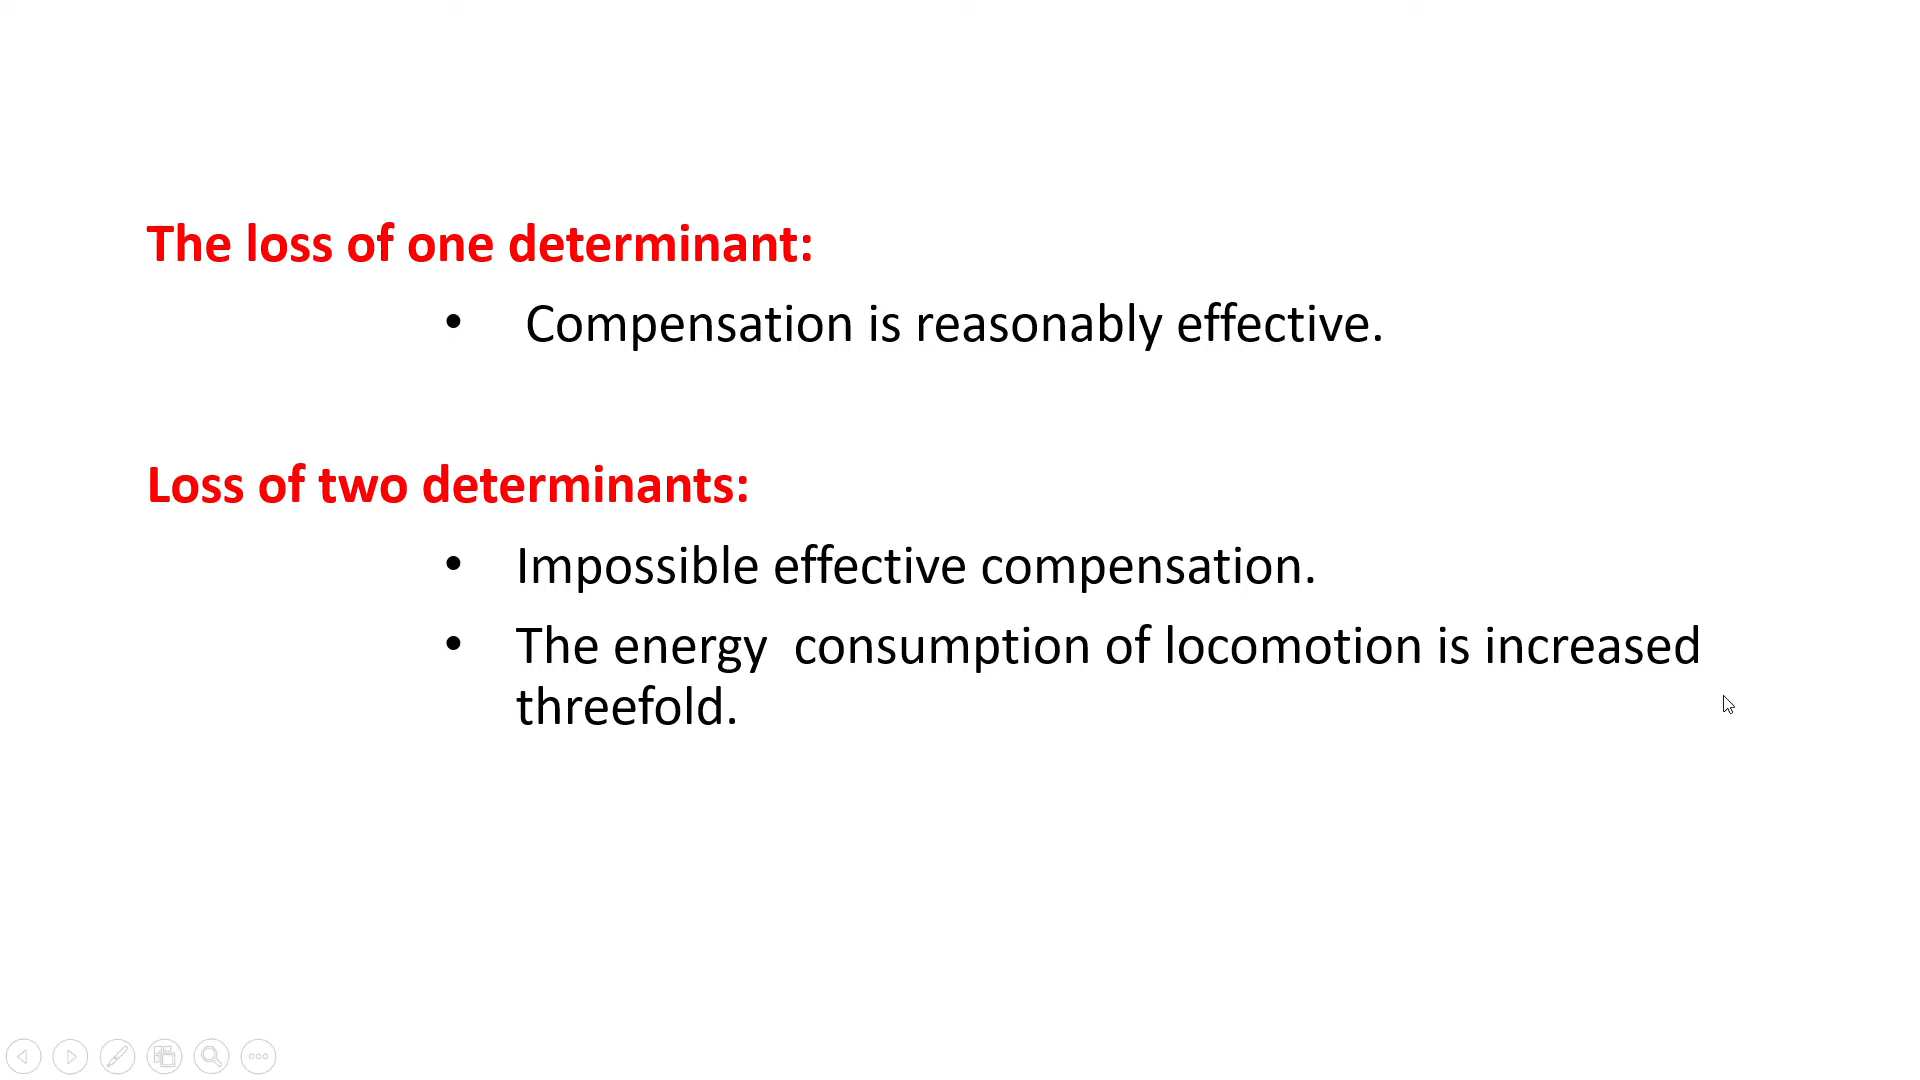 The loss of one determinant:
• Compensation is reasonably effective.
Loss of two determinants:
• Impossible effective compensation.
• The energy  consumption of locomotion is increased
threefold.